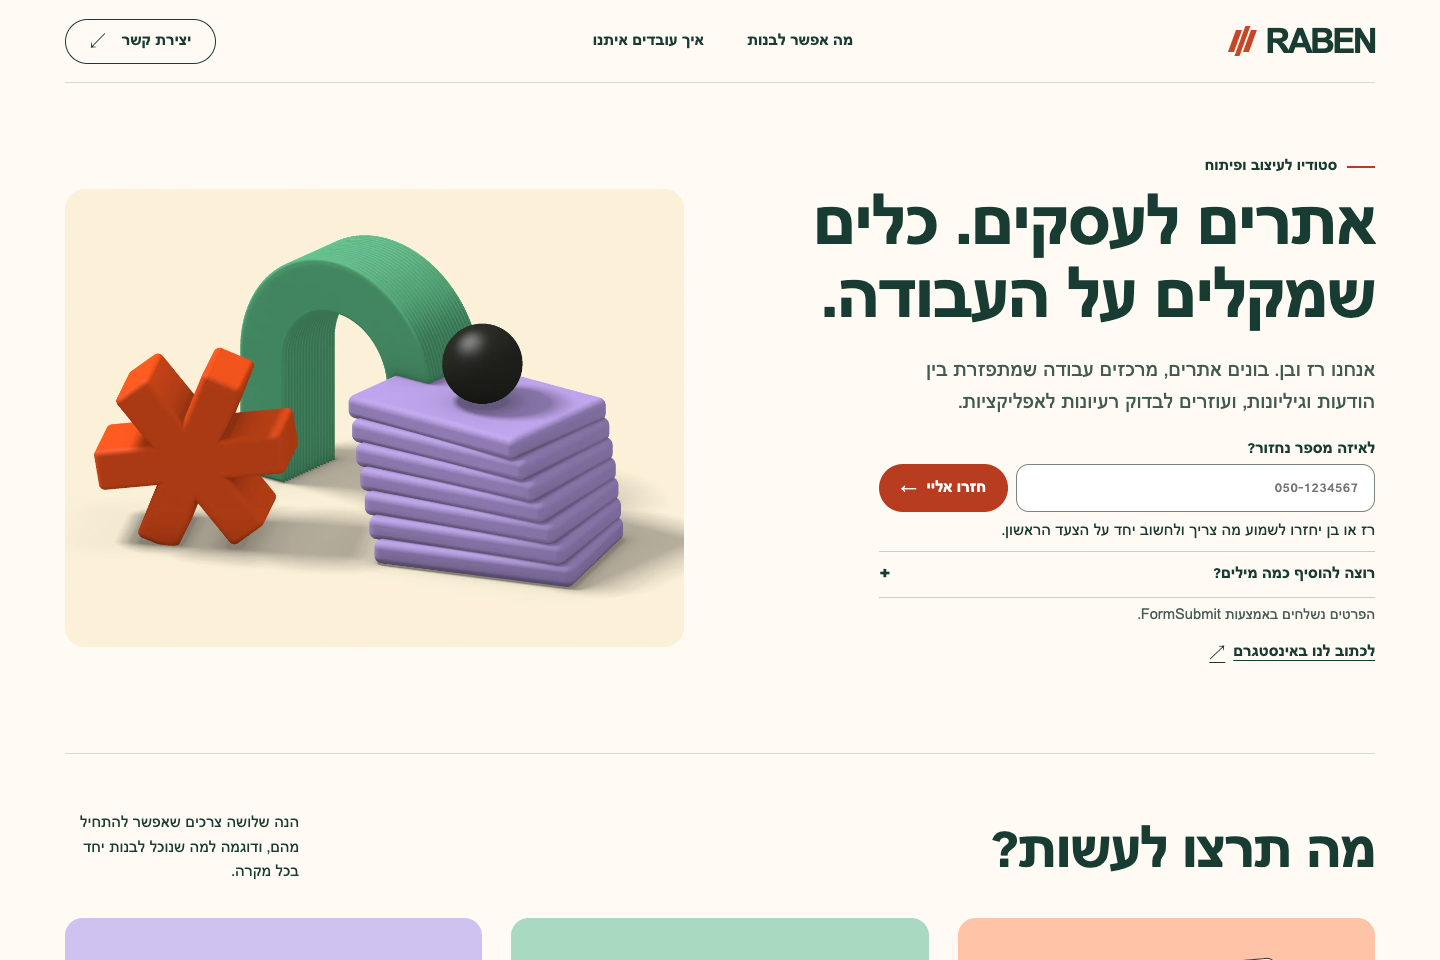 RABEN
מה אפשר לבנות
איך עובדים איתנו
יצירת קשר
סטודיו לעיצוב ופיתוח
אתרים לעסקים. כלים
שמקלים על העבודה.
אנחנו רז ובן. בונים אתרים, מרכזים עבודה שמתפזרת בין
הודעות וגיליונות, ועוזרים לבדוק רעיונות לאפליקציות.
לאיזה מספר נחזור?
050-1234567
חזרו אליי ←
רז או בן יחזרו לשמוע מה צריך ולחשוב יחד על הצעד הראשון.
רוצה להוסיף כמה מילים? +
הפרטים נשלחים באמצעות FormSubmit.
לכתוב לנו באינסטגרם
מה תרצו לעשות?
הנה שלושה צרכים שאפשר להתחיל
מהם, ודוגמה למה שנוכל לבנות יחד
בכל מקרה.